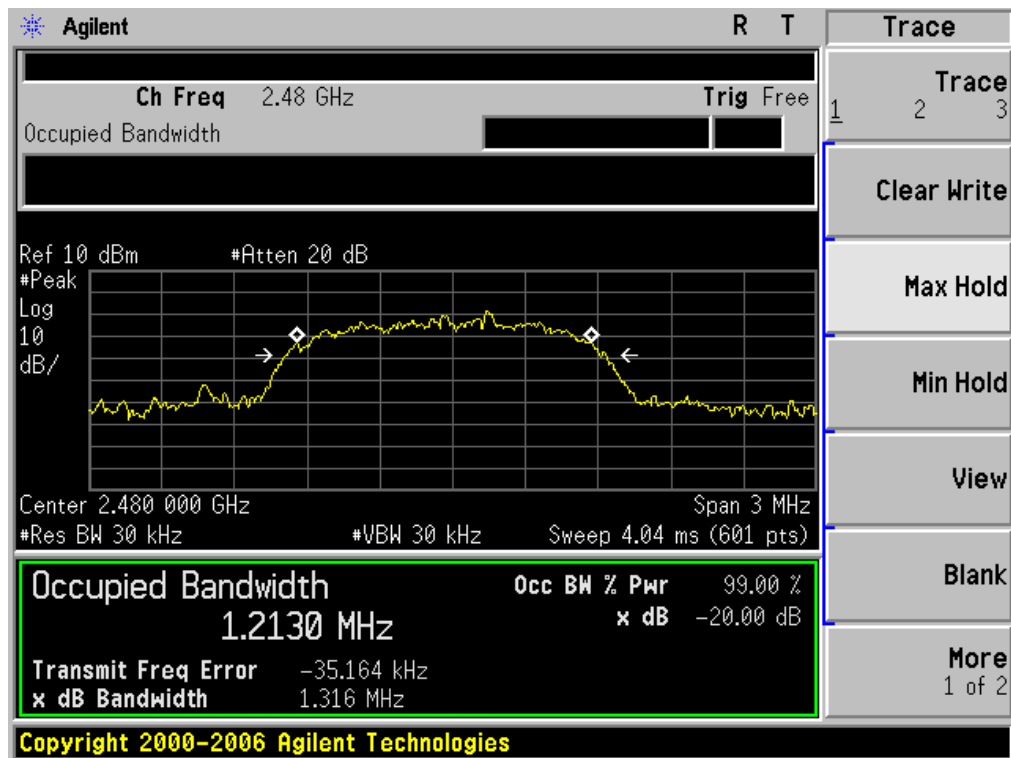 Agilent R T Trace
Ch Freq 2.48 GHz Trig Free
Occupied Bandwidth
Ref 10 dBm #Atten 20 dB
#Peak
Log
10
dB/
Center 2.480 000 GHz Span 3 MHz
#Res BW 30 kHz #VBW 30 kHz Sweep 4.04 ms (601 pts)
Occupied Bandwidth Occ BW % Pwr 99.00 %
1.2130 MHz x dB -20.00 dB
Transmit Freq Error -35.164 kHz
x dB Bandwidth 1.316 MHz
Copyright 2000-2006 Agilent Technologies
Trace
1 2 3
Clear Write
Max Hold
Min Hold
View
Blank
More
1 of 2